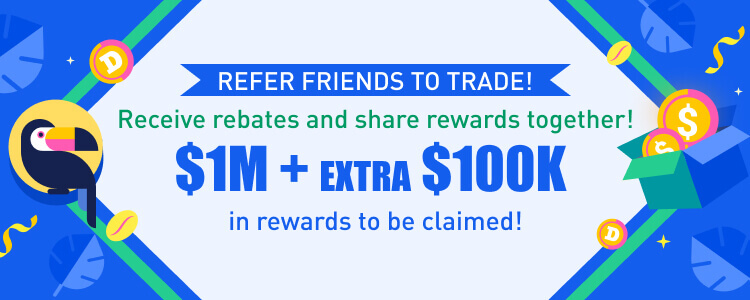 REFER FRIENDS TO TRADE!
Receive rebates and share rewards together!
$1M + EXTRA $100K
in rewards to be claimed!
D
$
$
D